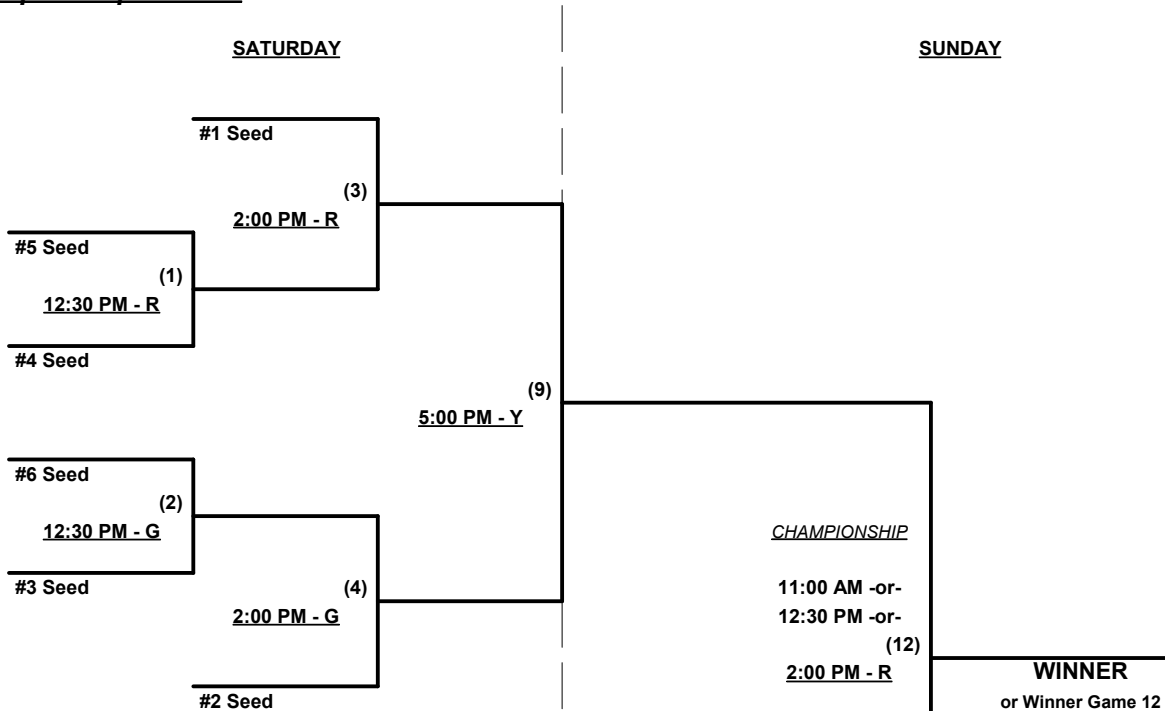 SATURDAY
SUNDAY
#1 Seed
(3)
2:00 PM - R
#5 Seed
(1)
12:30 PM - R
#4 Seed
(9)
5:00 PM - Y
#6 Seed
(2)
12:30 PM - G
#3 Seed
(4)
2:00 PM - G
#2 Seed
CHAMPIONSHIP
11:00 AM -or-
12:30 PM -or-
(12)
2:00 PM - R
WINNER
or Winner Game 12